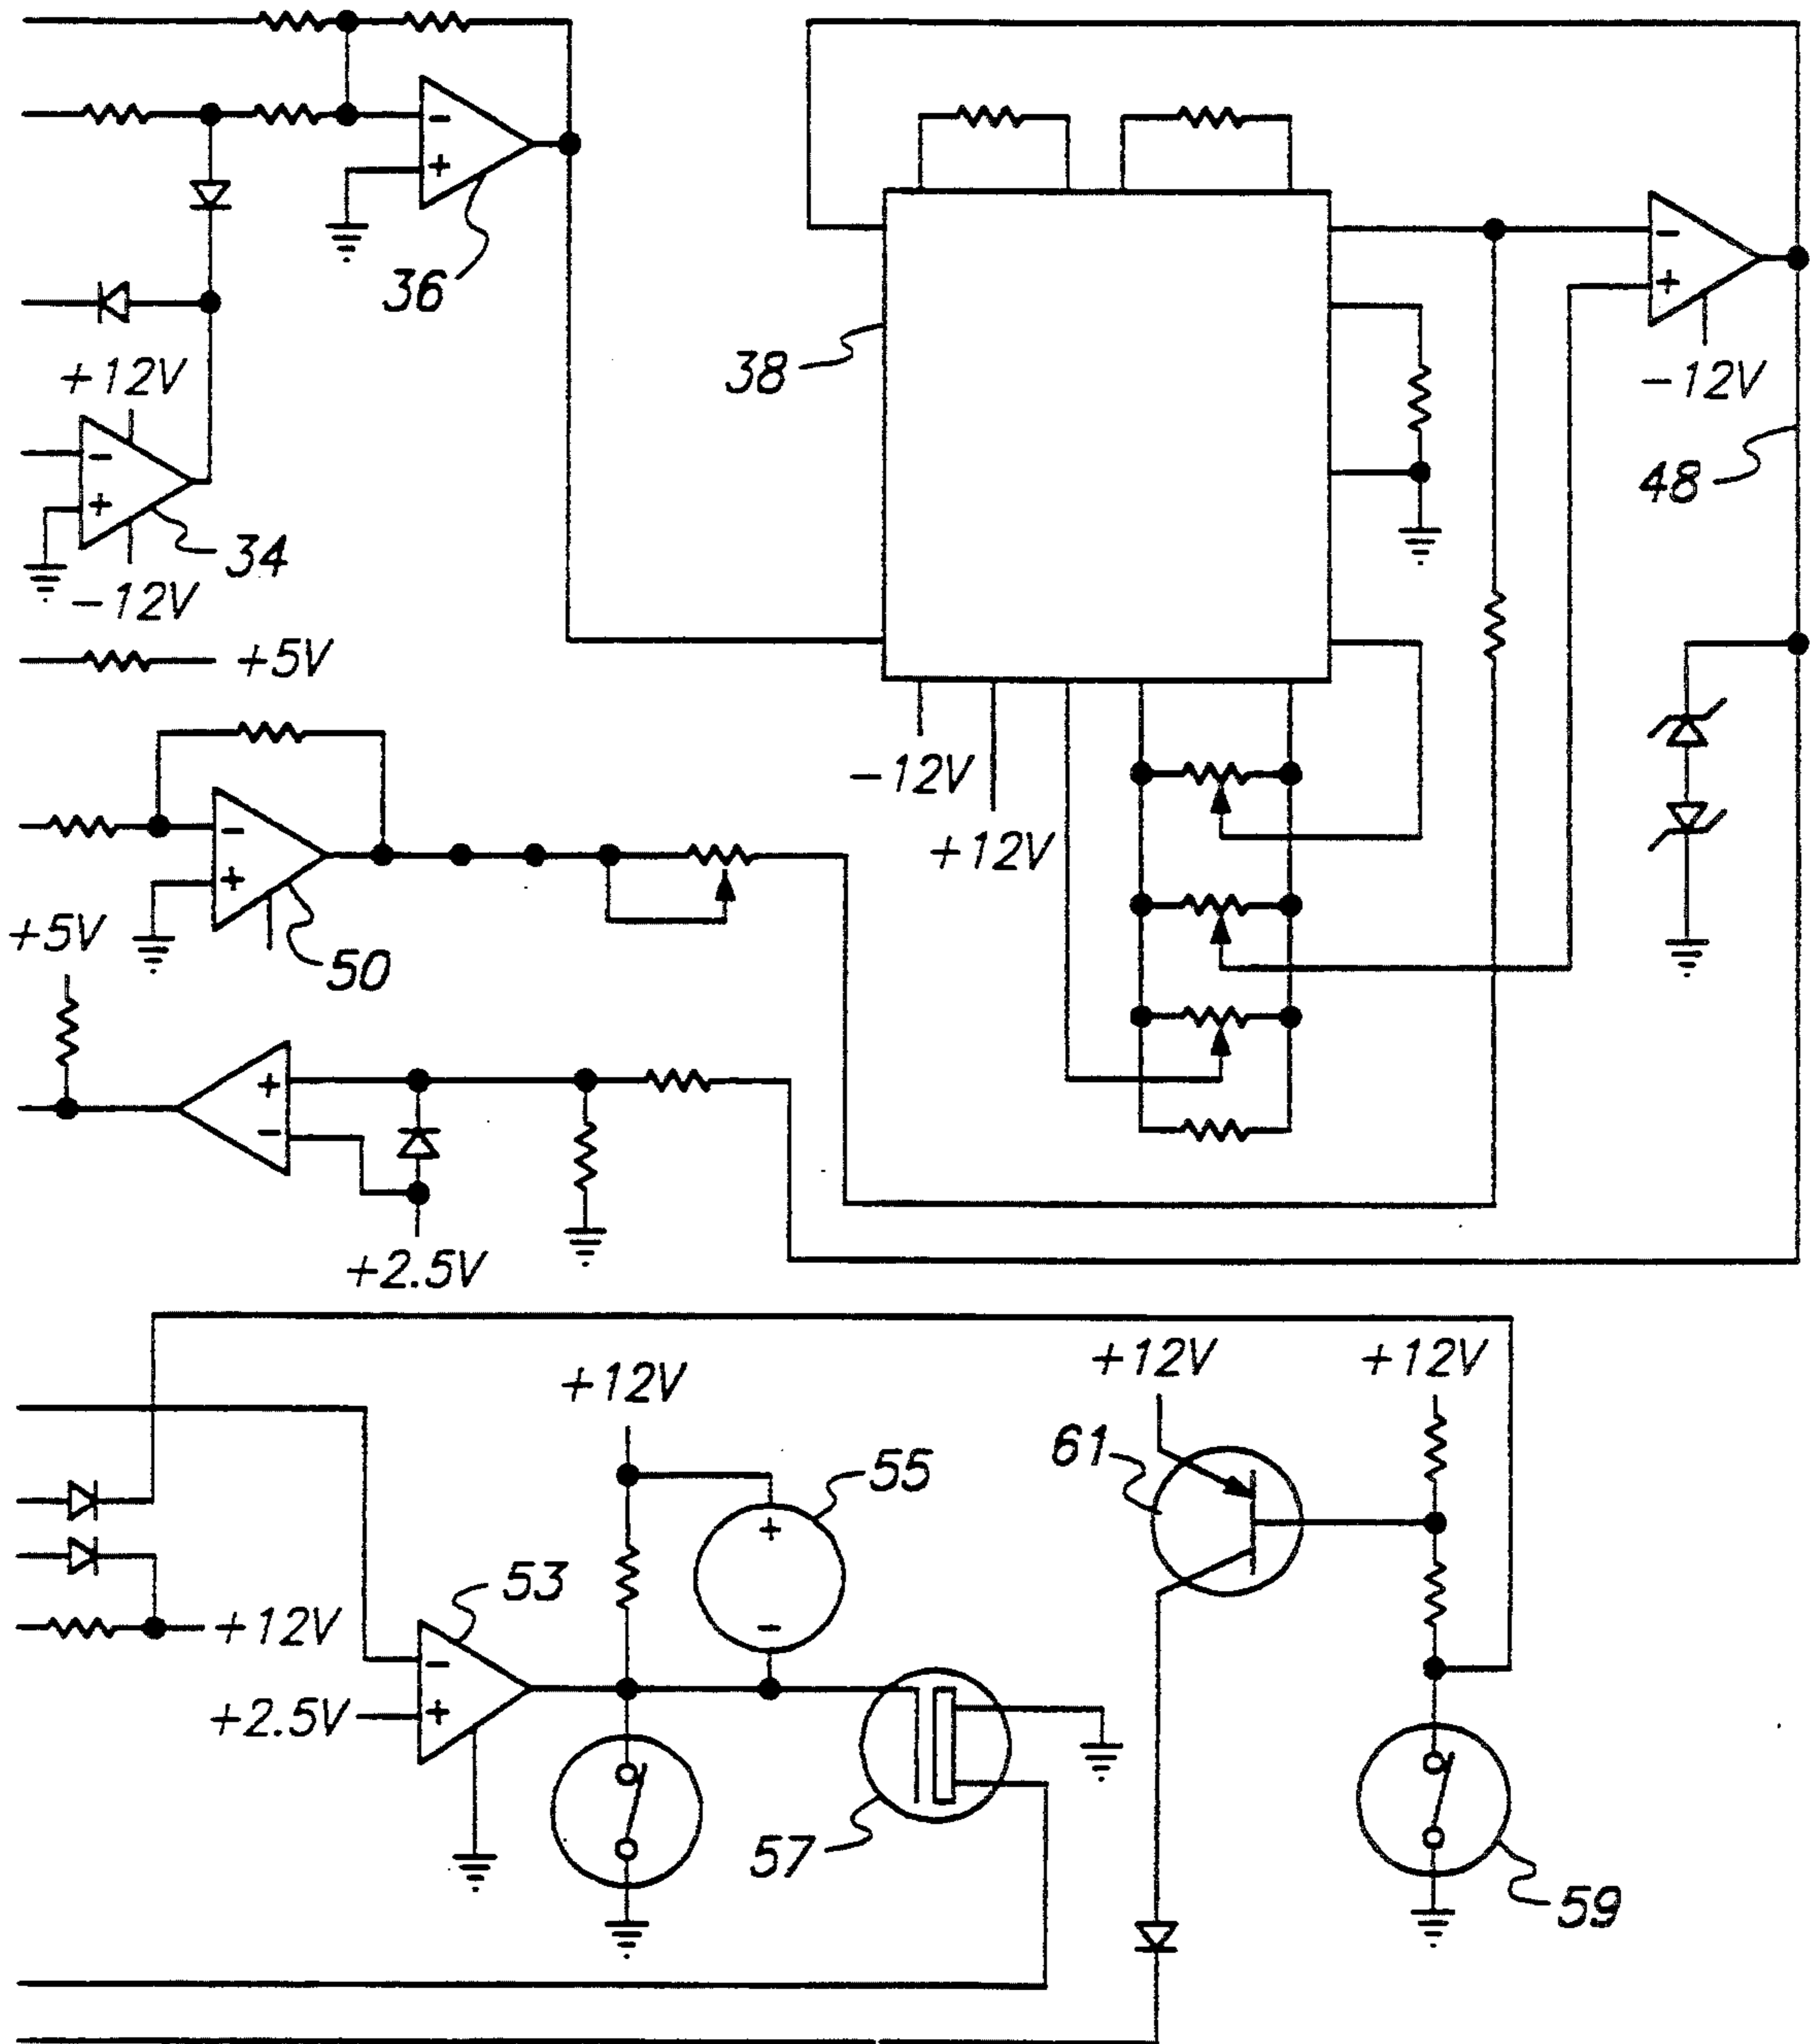 -
+
36
+12V
-
+
34
-12V
+5V
38
-
+
-12V
48
-12V
+12V
-
+
50
+5V
+
-
+2.5V
+12V
+12V
+12V
61
55
+
-
53
+12V
-
+
+2.5V
57
59